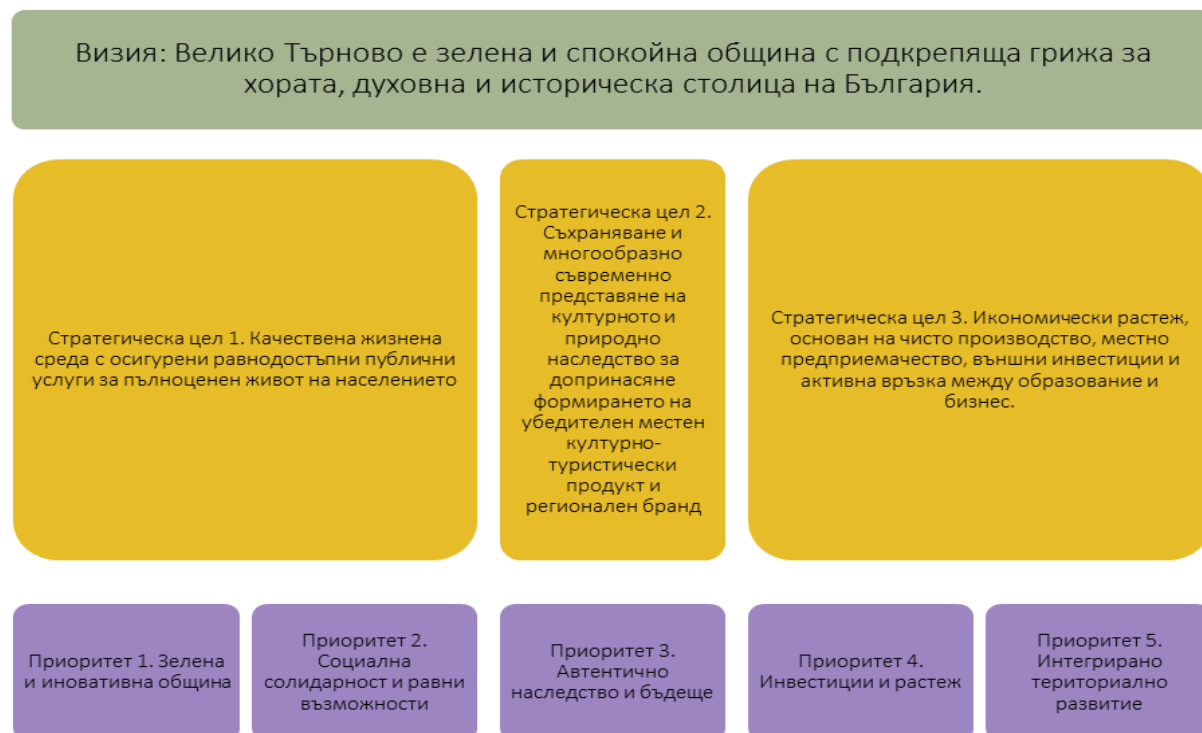 Визия: Велико Търново е зелена и спокойна община с подкрепяща грижа за
хората, духовна и историческа столица на България.
Стратегическа цел 1. Качествена жизнена
среда с осигурени равнодостъпни публични
услуги за пълноценен живот на населението
Стратегическа цел 2.
Съхраняване и
многообразно
съвременно
представяне на
културното и
природно
наследство за
допринасяне
формирането на
убедителен местен
културно-
туристически
продукт и
регионален бранд
Стратегическа цел 3. Икономически растеж,
основан на чисто производство, местно
предприемачество, външни инвестиции и
активна връзка между образование и
бизнес.
Приоритет 1. Зелена
и иновативна община
Приоритет 2.
Социална
солидарност и равни
възможности
Приоритет 3.
Автентично
наследство и бъдеще
Приоритет 4.
Инвестиции и растеж
Приоритет 5.
Интегрирано
териториално
развитие